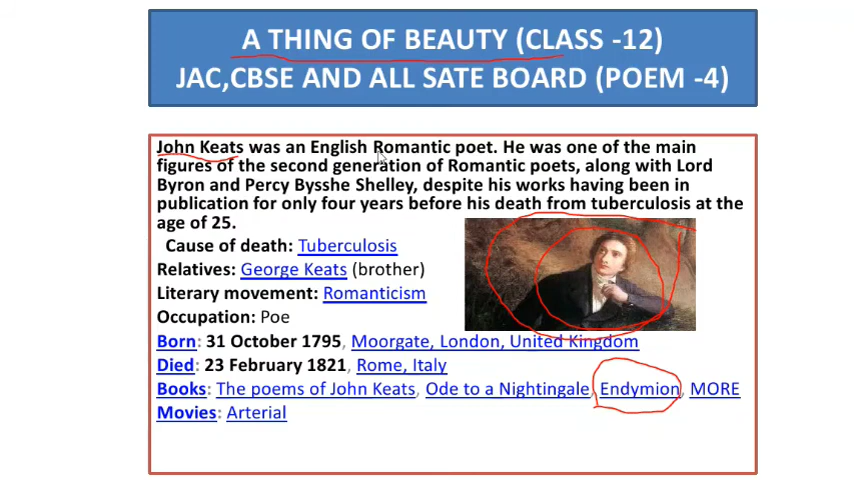 A THING OF BEAUTY (CLASS -12)
JAC,CBSE AND ALL SATE BOARD (POEM -4)
John Keats was an English Romantic poet. He was one of the main
figures of the second generation of Romantic poets, along with Lord
Byron and Percy Bysshe Shelley, despite his works having been in
publication for only four years before his death from tuberculosis at the
age of 25.
Cause of death: Tuberculosis
Relatives: George Keats (brother)
Literary movement: Romanticism
Occupation: Poe
Born: 31 October 1795, Moorgate, London, United Kingdom
Died: 23 February 1821, Rome, Italy
Books: The poems of John Keats, Ode to a Nightingale, Endymion, MORE
Movies: Arterial